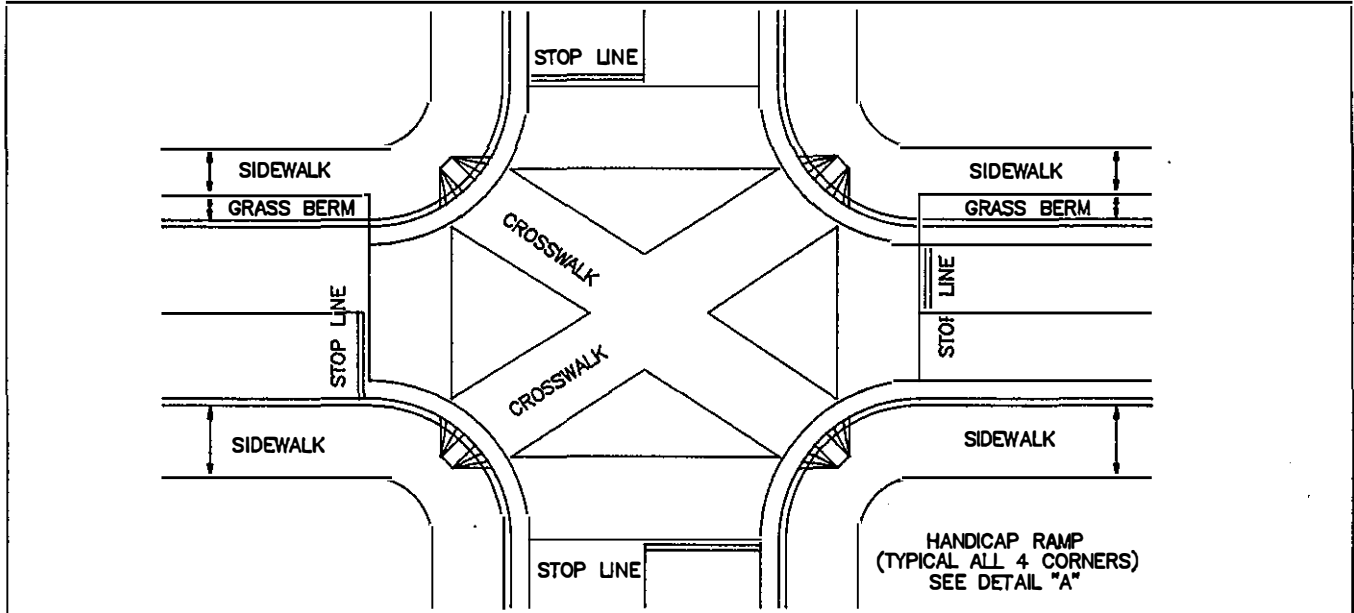 STOP LINE
SIDEWALK
SIDEWALK
GRASS BERM
GRASS BERM
CROSSWALK
STOP LINE
STOP LINE
CROSSWALK
SIDEWALK
SIDEWALK
STOP LINE
HANDICAP RAMP
(TYPICAL ALL 4 CORNERS)
SEE DETAIL "A"